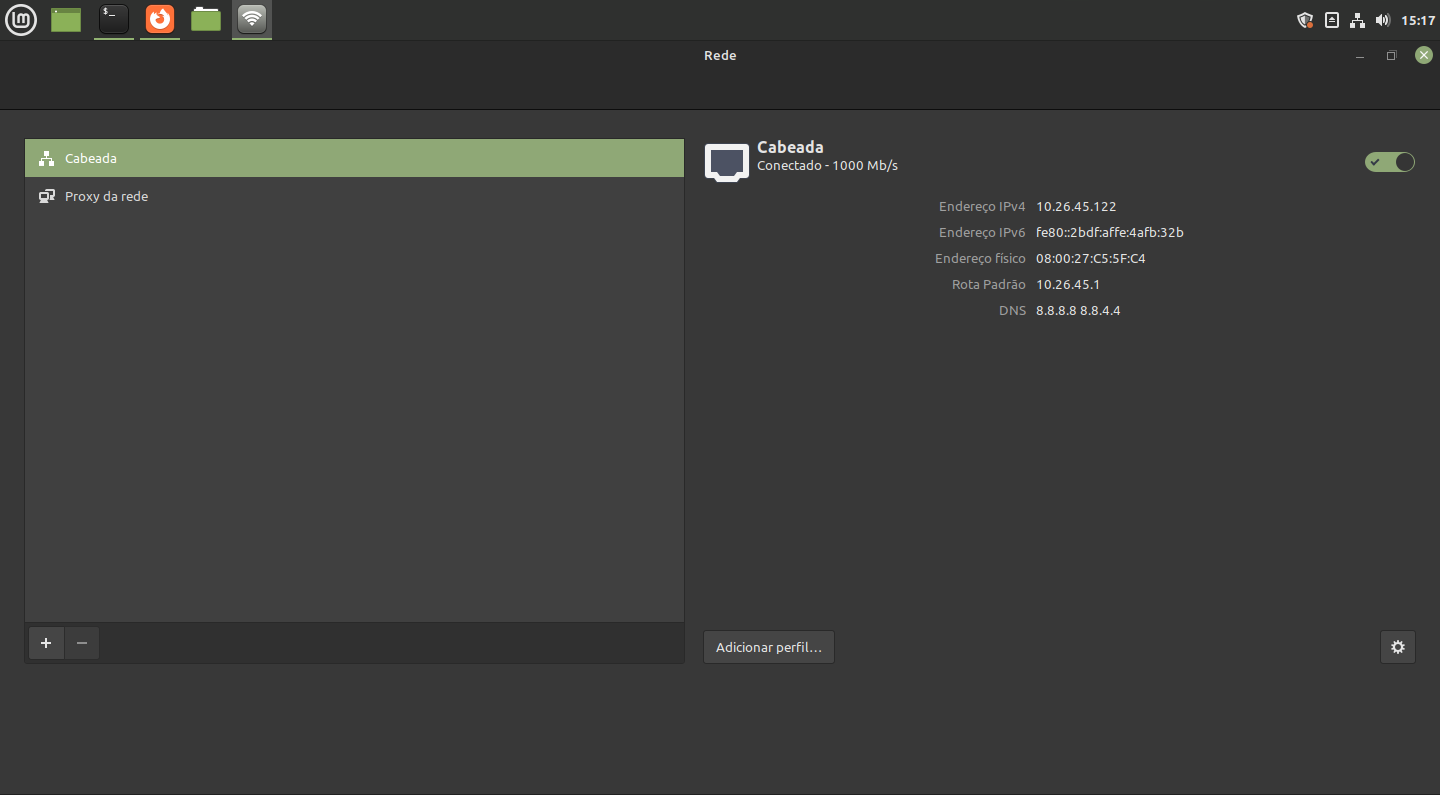 $_
15:17
Rede
Cabeada
Proxy da rede
Cabeada
Conectado - 1000 Mb/s
Endereço IPv4 10.26.45.122
Endereço IPv6 fe80::2bdf:affe:4afb:32b
Endereço físico 08:00:27:C5:5F:C4
Rota Padrão 10.26.45.1
DNS 8.8.8.8 8.8.4.4
Adicionar perfil…